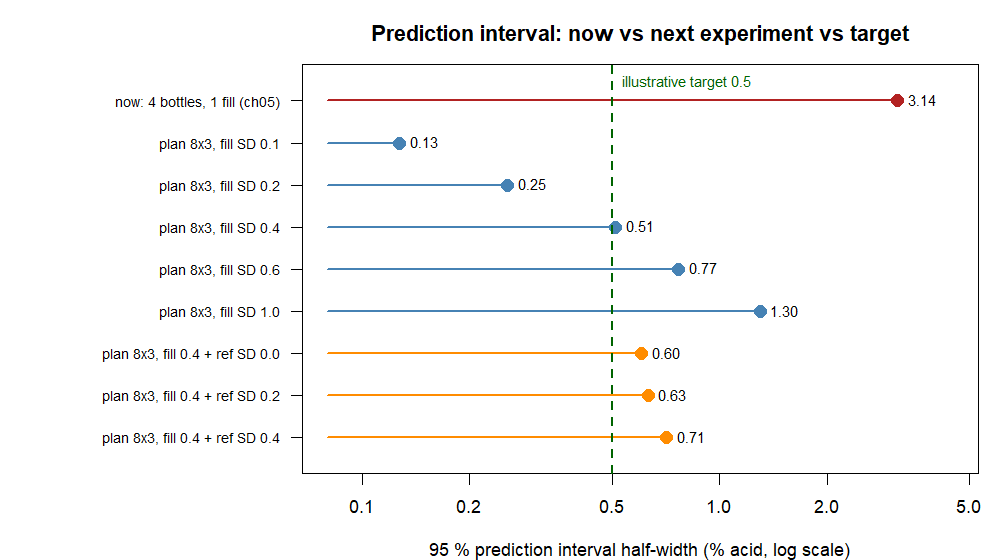 Prediction interval: now vs next experiment vs target
illustrative target 0.5
now: 4 bottles, 1 fill (ch05) 3.14
plan 8x3, fill SD 0.1 0.13
plan 8x3, fill SD 0.2 0.25
plan 8x3, fill SD 0.4 0.51
plan 8x3, fill SD 0.6 0.77
plan 8x3, fill SD 1.0 1.30
plan 8x3, fill 0.4 + ref SD 0.0 0.60
plan 8x3, fill 0.4 + ref SD 0.2 0.63
plan 8x3, fill 0.4 + ref SD 0.4 0.71
0.1 0.2 0.5 1.0 2.0 5.0
95 % prediction interval half-width (% acid, log scale)